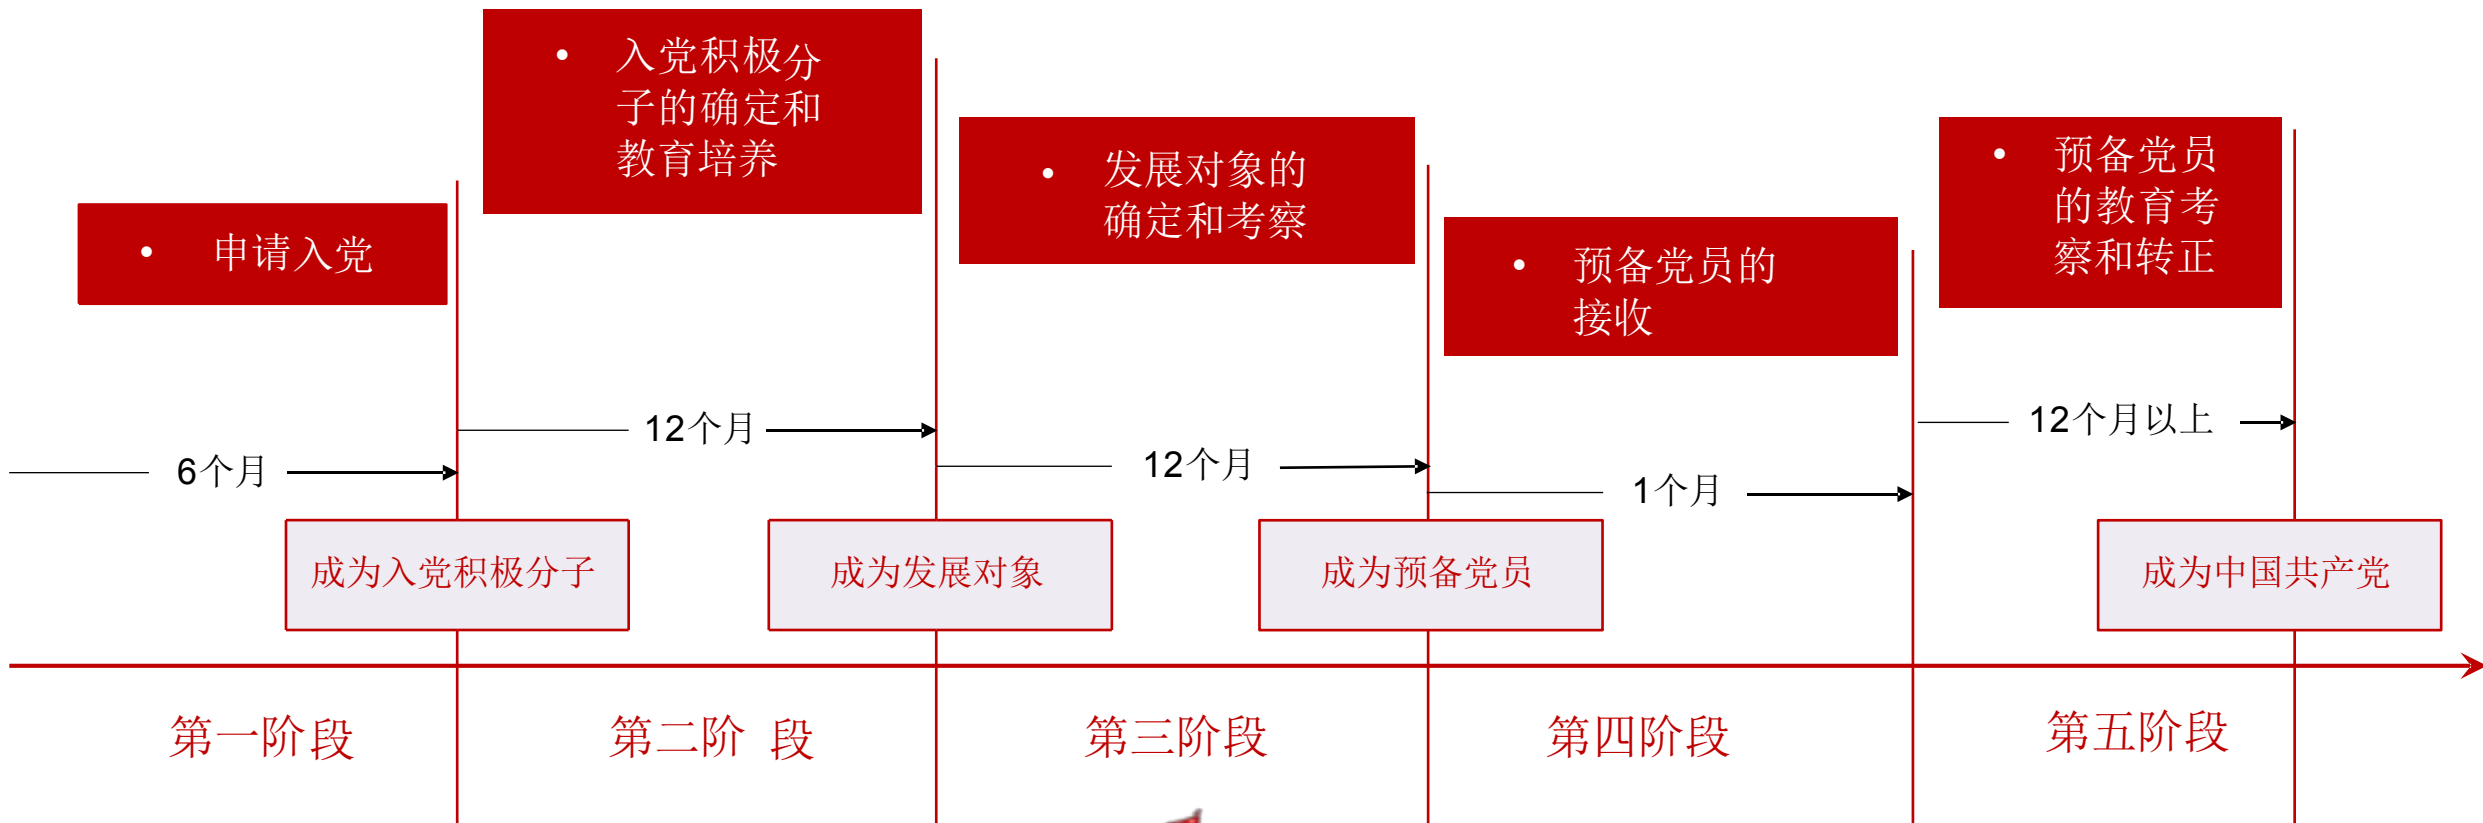 • 申请入党
• 入党积极分
子的确定和
教育培养
• 发展对象的
确定和考察
• 预备党员的
接收
• 预备党员
的教育考
察和转正
6个月
12个月
12个月
1个月
12个月以上
成为入党积极分子
成为发展对象
成为预备党员
成为中国共产党
第一阶段
第二阶 段
第三阶段
第四阶段
第五阶段